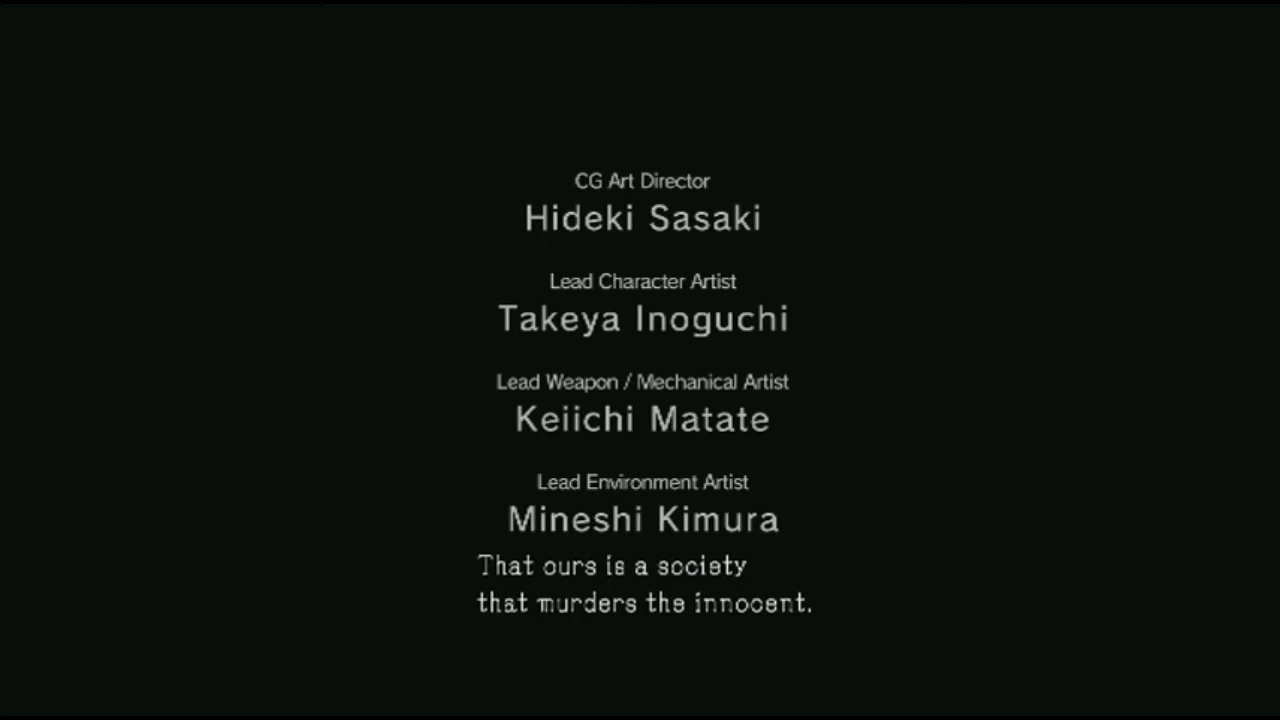 CG Art Director
Hideki Sasaki
Lead Character Artist
Takeya Inoguchi
Lead Weapon / Mechanical Artist
Keiichi Matate
Lead Environment Artist
Mineshi Kimura
That ours is a society
that murders the innocent.